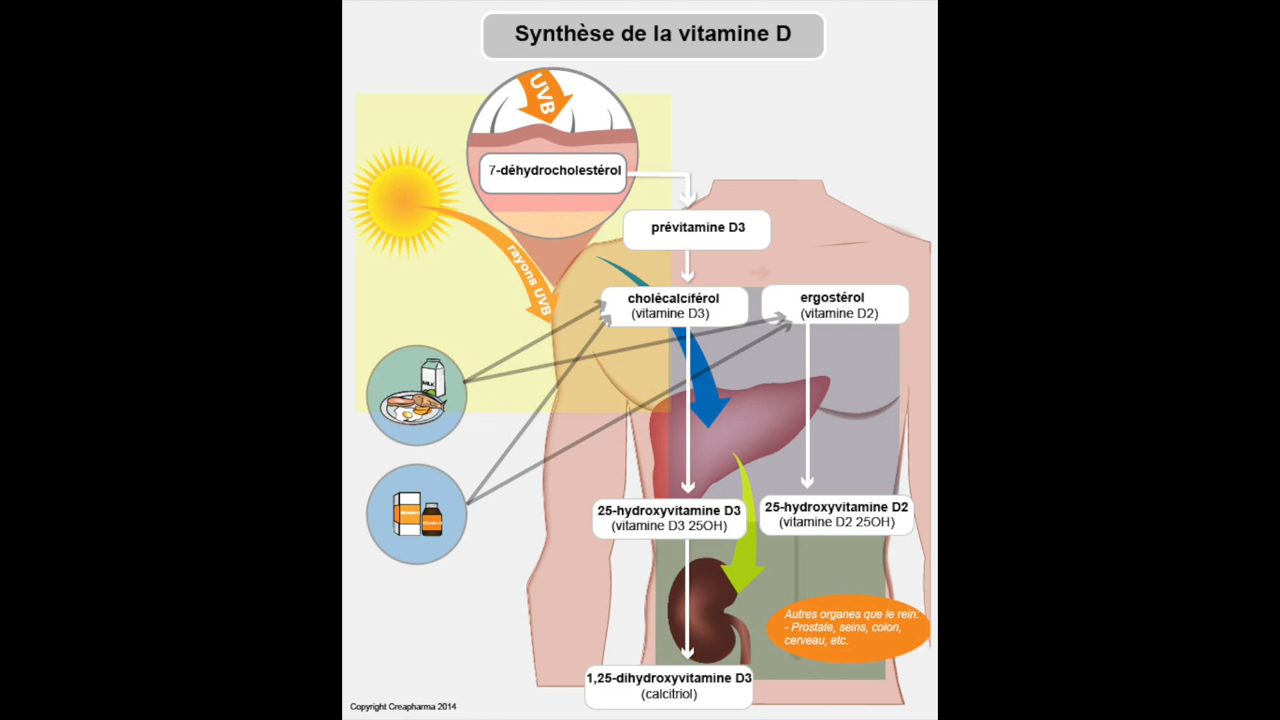 Synthèse de la vitamine D
UVB
7-déhydrocholestérol
prévitamine D3
rayons UVB
cholécalciférol
(vitamine D3)
ergostérol
(vitamine D2)
MILK
25-hydroxyvitamine D3
(vitamine D3 25OH)
25-hydroxyvitamine D2
(vitamine D2 25OH)
Autres organes que le rein.
- Prostate, seins, colon,
cerveau, etc.
1,25-dihydroxyvitamine D3
(calcitriol)
Copyright Creapharma 2014